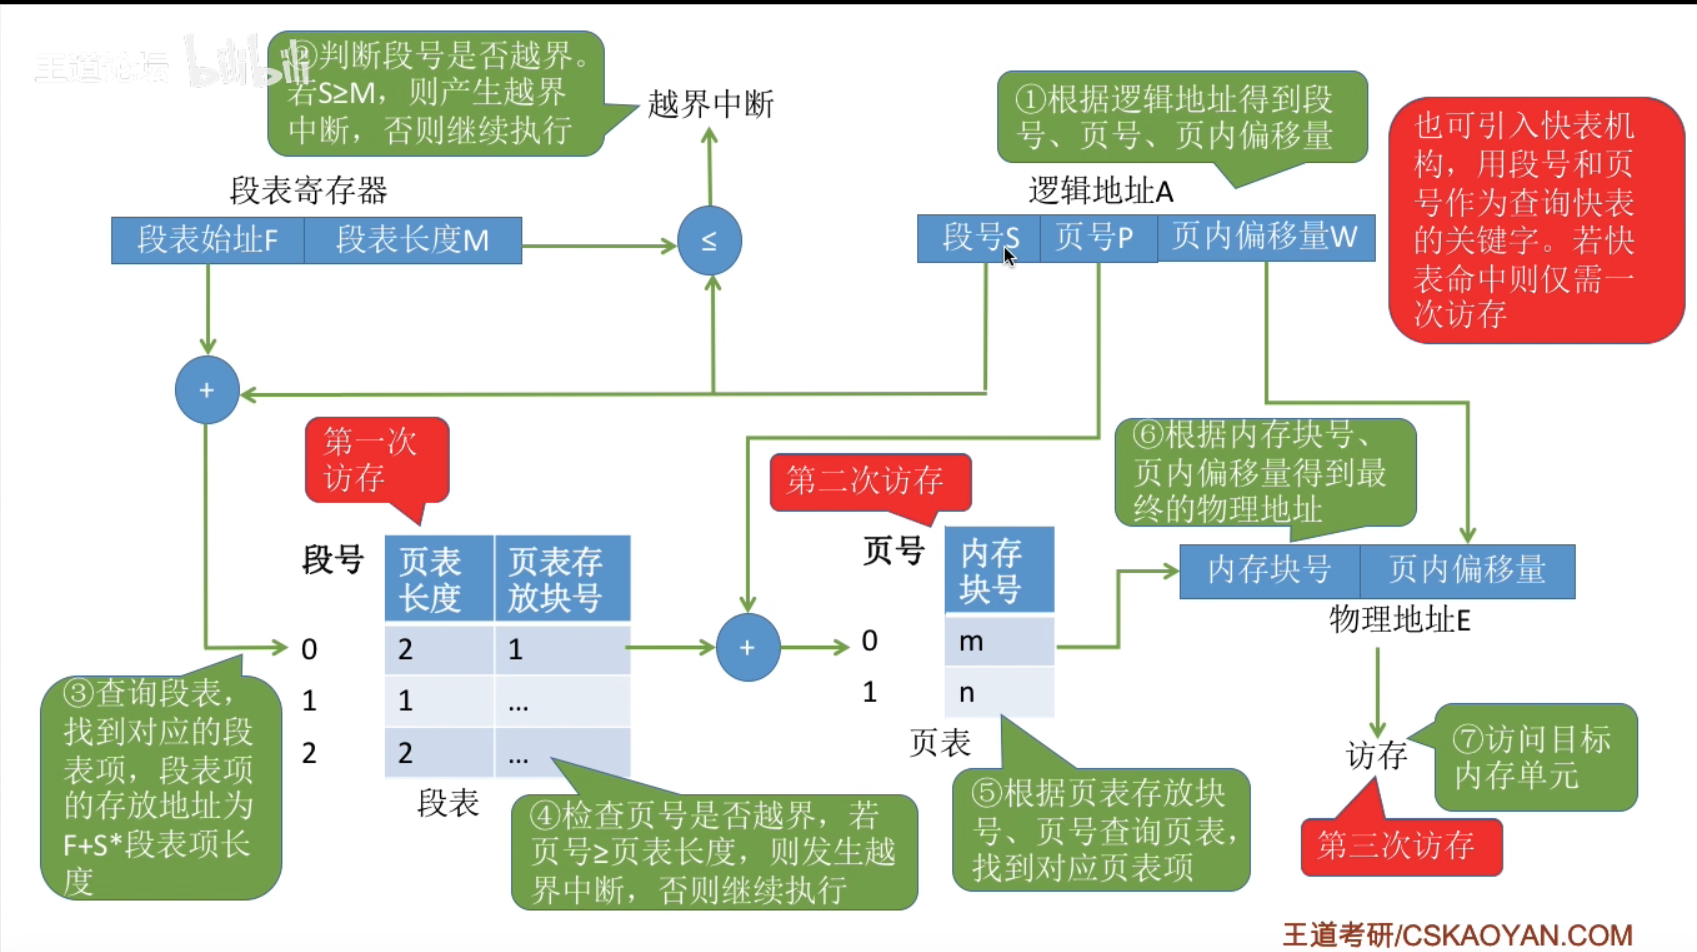 王道论坛
bilibili
②判断段号是否越界。
若S≥M，则产生越界
中断，否则继续执行
越界中断
①根据逻辑地址得到段
号、页号、页内偏移量
也可引入快表机
构，用段号和页
号作为查询快表
的关键字。若快
表命中则仅需一
次访存
段表寄存器
段表始址F
段表长度M
≤
逻辑地址A
段号S
页号P
页内偏移量W
+
第一次
访存
第二次访存
⑥根据内存块号、
页内偏移量得到最
终的物理地址
段号
页表
长度
页表存
放块号
0
2
1
1
1
...
2
2
...
段表
+
页号
内存
块号
0
m
1
n
页表
内存块号
页内偏移量
物理地址E
访存
③查询段表，
找到对应的段
表项，段表项
的存放地址为
F+S*段表项长
度
④检查页号是否越界，若
页号≥页表长度，则发生越
界中断，否则继续执行
⑤根据页表存放块
号、页号查询页表，
找到对应页表项
⑦访问目标
内存单元
第三次访存
王道考研/CSKAOYAN.COM